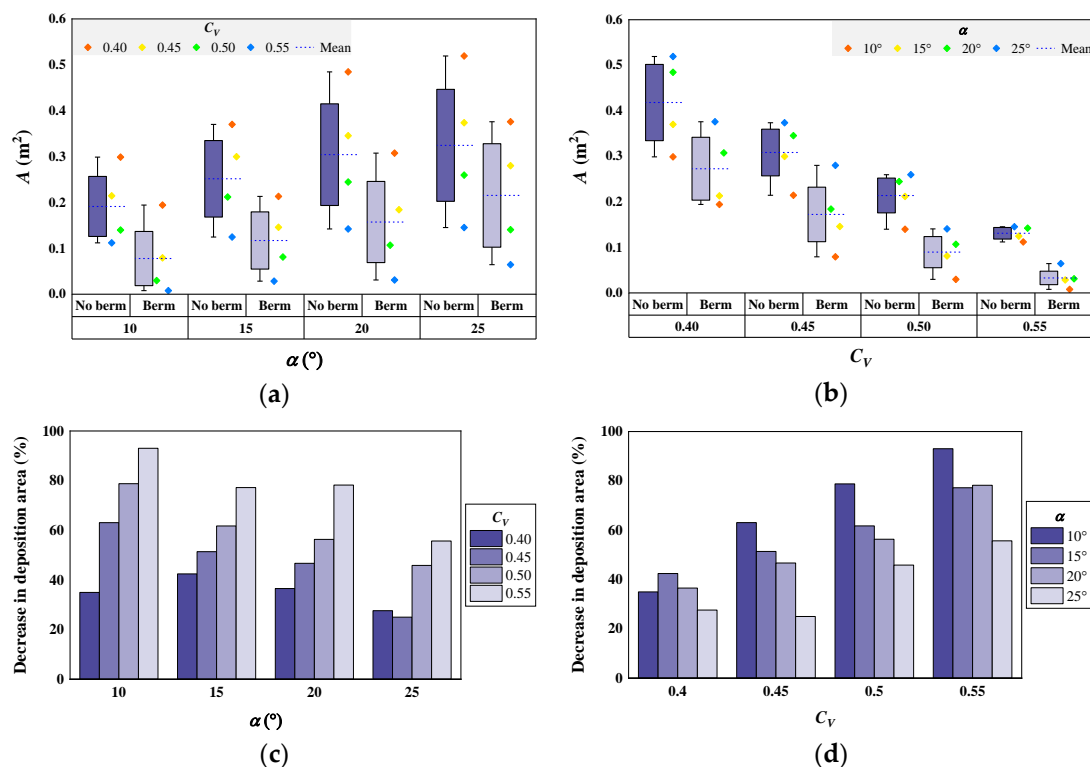 C_V
0.40 0.45 0.50 0.55 Mean
A (m²)
0.6
0.5
0.4
0.3
0.2
0.1
0.0
No berm Berm No berm Berm No berm Berm No berm Berm
10 15 20 25
α (°)
(a)
α
10° 15° 20° 25° Mean
A (m²)
0.6
0.5
0.4
0.3
0.2
0.1
0.0
No berm Berm No berm Berm No berm Berm No berm Berm
0.40 0.45 0.50 0.55
C_V
(b)
Decrease in deposition area (%)
100
80
60
40
20
0
10 15 20 25
α (°)
C_V
0.40
0.45
0.50
0.55
(c)
Decrease in deposition area (%)
100
80
60
40
20
0
0.4 0.45 0.5 0.55
C_V
α
10°
15°
20°
25°
(d)